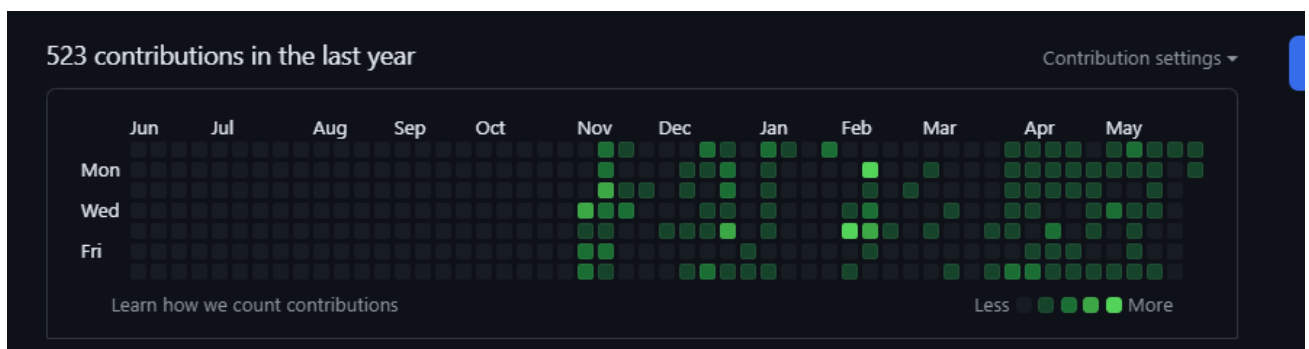 523 contributions in the last year
Contribution settings
Jun Jul Aug Sep Oct Nov Dec Jan Feb Mar Apr May
Mon
Wed
Fri
Learn how we count contributions
Less More